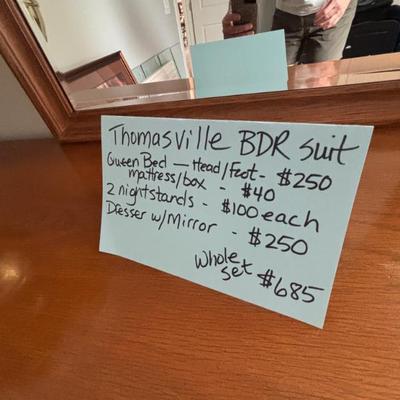 Thomasville BDR suit
Queen Bed — Head/foot - $250
mattress/box - $40
2 nightstands - $100 each
Dresser w/Mirror - $250
Whole
set $685